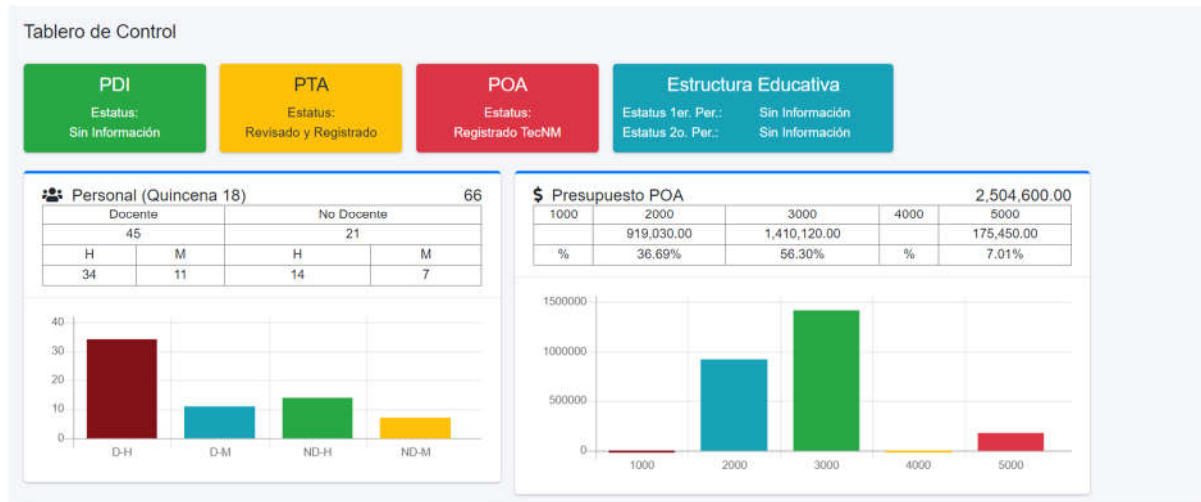 Tablero de Control
PDI
Estatus:
Sin Información
PTA
Estatus:
Revisado y Registrado
POA
Estatus:
Registrado TecNM
Estructura Educativa
Estatus 1er. Per.: Sin Información
Estatus 2o. Per.: Sin Información
Personal (Quincena 18) 66
Docente No Docente
45 21
H M H M
34 11 14 7
40
30
20
10
0
D-H D-M ND-H ND-M
$ Presupuesto POA 2,504,600.00
1000 2000 3000 4000 5000
919,030.00 1,410,120.00 175,450.00
% 36.69% 56.30% % 7.01%
1500000
1000000
500000
0
1000 2000 3000 4000 5000